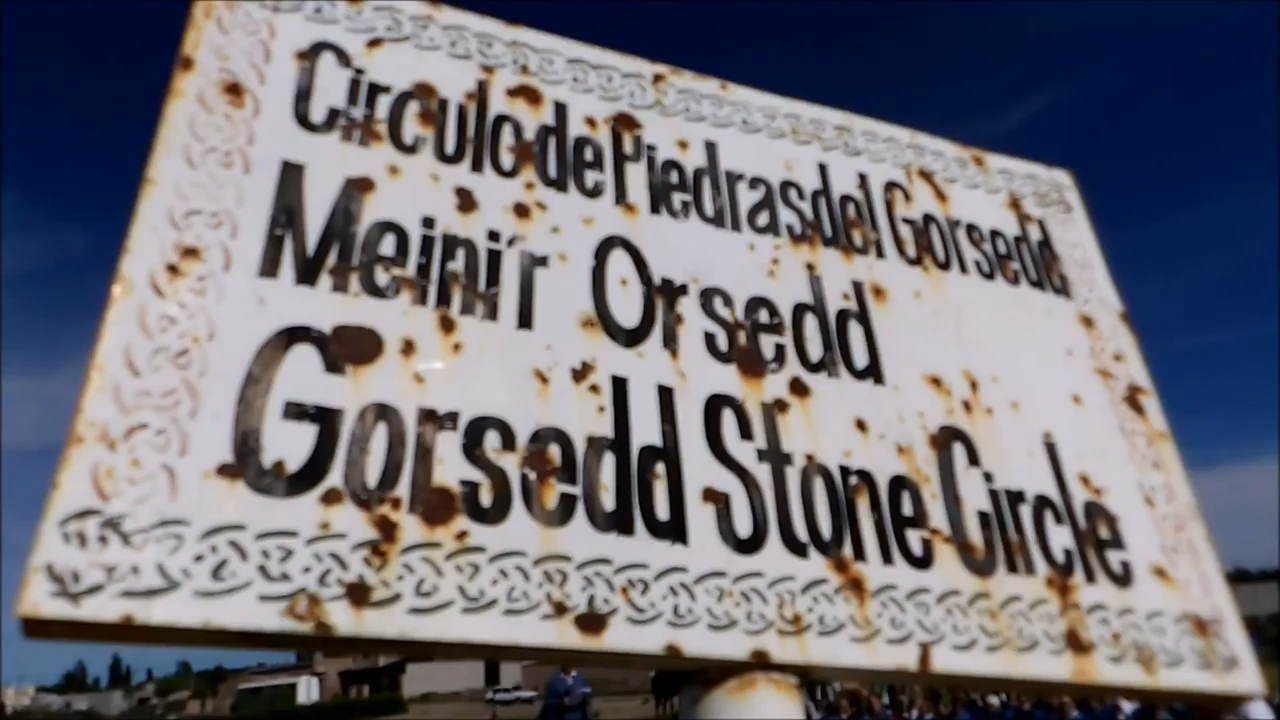 Circulo de Piedras del Gorsedd
Meini'r Orsedd
Gorsedd Stone Circle